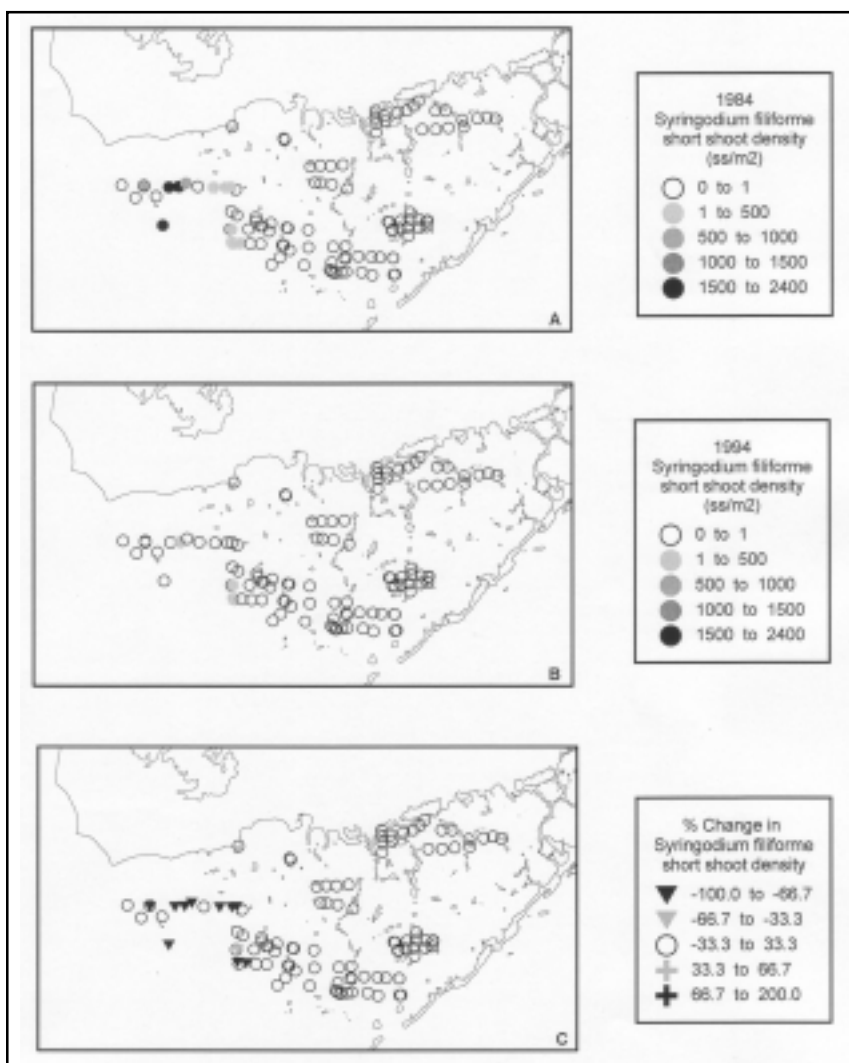 1984
Syringodium filiforme
short shoot density
(ss/m2)
0 to 1
1 to 500
500 to 1000
1000 to 1500
1500 to 2400
A
1994
Syringodium filiforme
short shoot density
(ss/m2)
0 to 1
1 to 500
500 to 1000
1000 to 1500
1500 to 2400
B
% Change in
Syringodium filiforme
short shoot density
-100.0 to -66.7
-66.7 to -33.3
-33.3 to 33.3
33.3 to 66.7
66.7 to 200.0
C